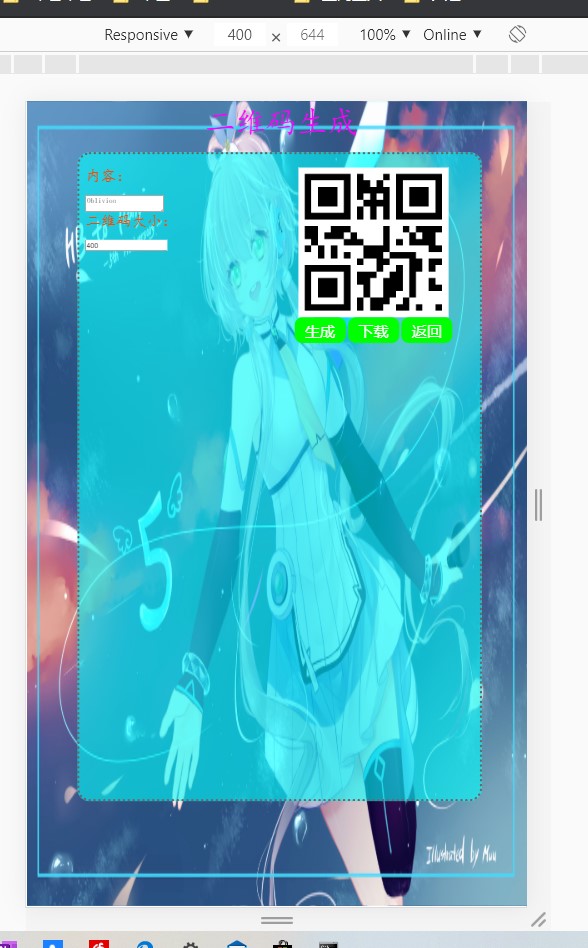 Responsive ▼ 400 × 644 100% ▼ Online ▼
二维码生成
内容：
Oblivion
二维码大小：
400
生成 下载 返回
5
Illustrated by Muu